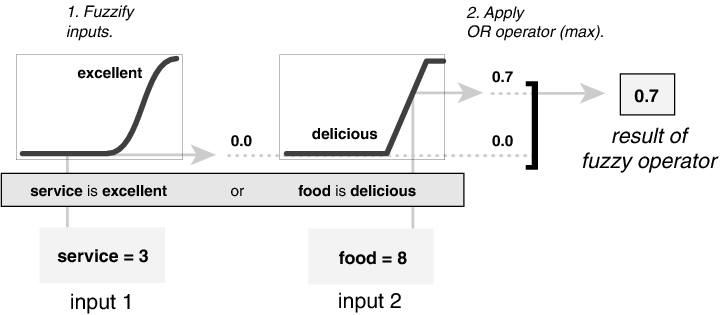 1. Fuzzify
inputs.
2. Apply
OR operator (max).
excellent
delicious
0.7
0.0
0.0
0.7
result of
fuzzy operator
service is excellent or food is delicious
service = 3
food = 8
input 1
input 2